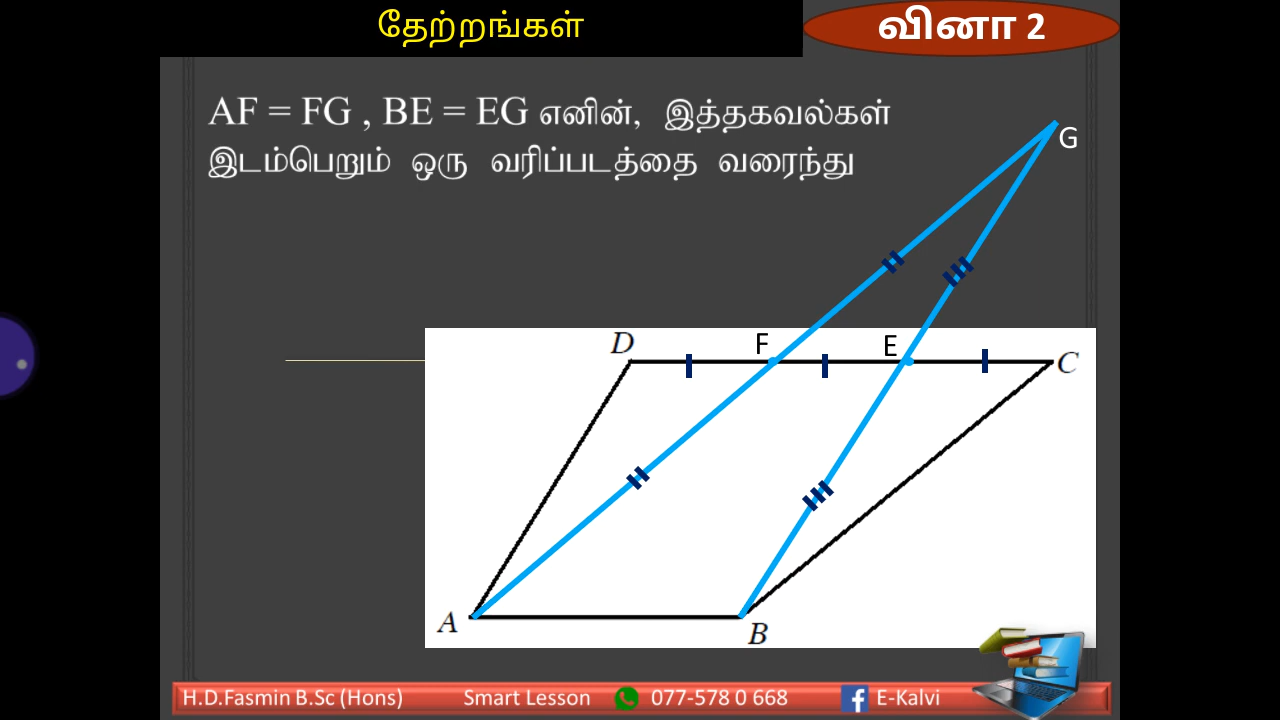 தேற்றங்கள்
வினா 2
AF = FG , BE = EG எனின், இத்தகவல்கள்
இடம்பெறும் ஒரு வரிப்படத்தை வரைந்து
G
D
F
E
C
A
B
H.D.Fasmin B.Sc (Hons) Smart Lesson 077-578 0 668 E-Kalvi